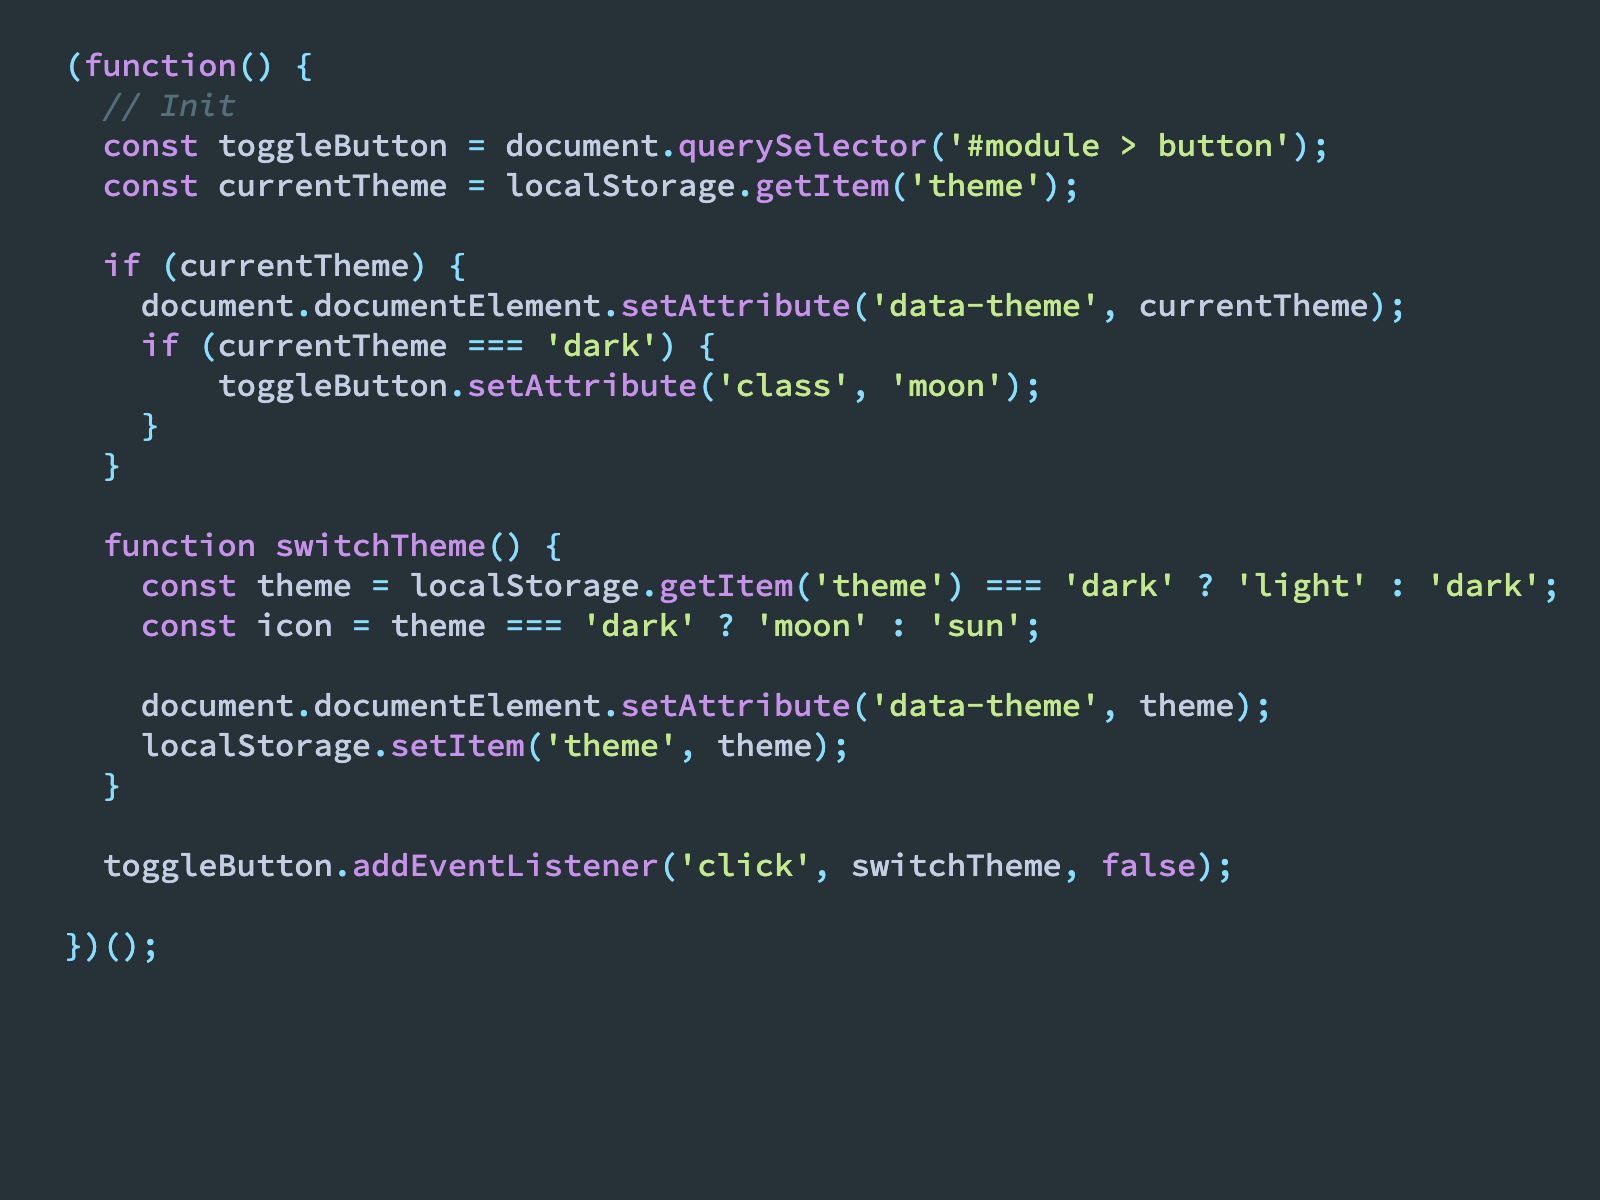 (function() {
  // Init
  const toggleButton = document.querySelector('#module > button');
  const currentTheme = localStorage.getItem('theme');

  if (currentTheme) {
    document.documentElement.setAttribute('data-theme', currentTheme);
    if (currentTheme === 'dark') {
        toggleButton.setAttribute('class', 'moon');
    }
  }

  function switchTheme() {
    const theme = localStorage.getItem('theme') === 'dark' ? 'light' : 'dark';
    const icon = theme === 'dark' ? 'moon' : 'sun';

    document.documentElement.setAttribute('data-theme', theme);
    localStorage.setItem('theme', theme);
  }

  toggleButton.addEventListener('click', switchTheme, false);

})();